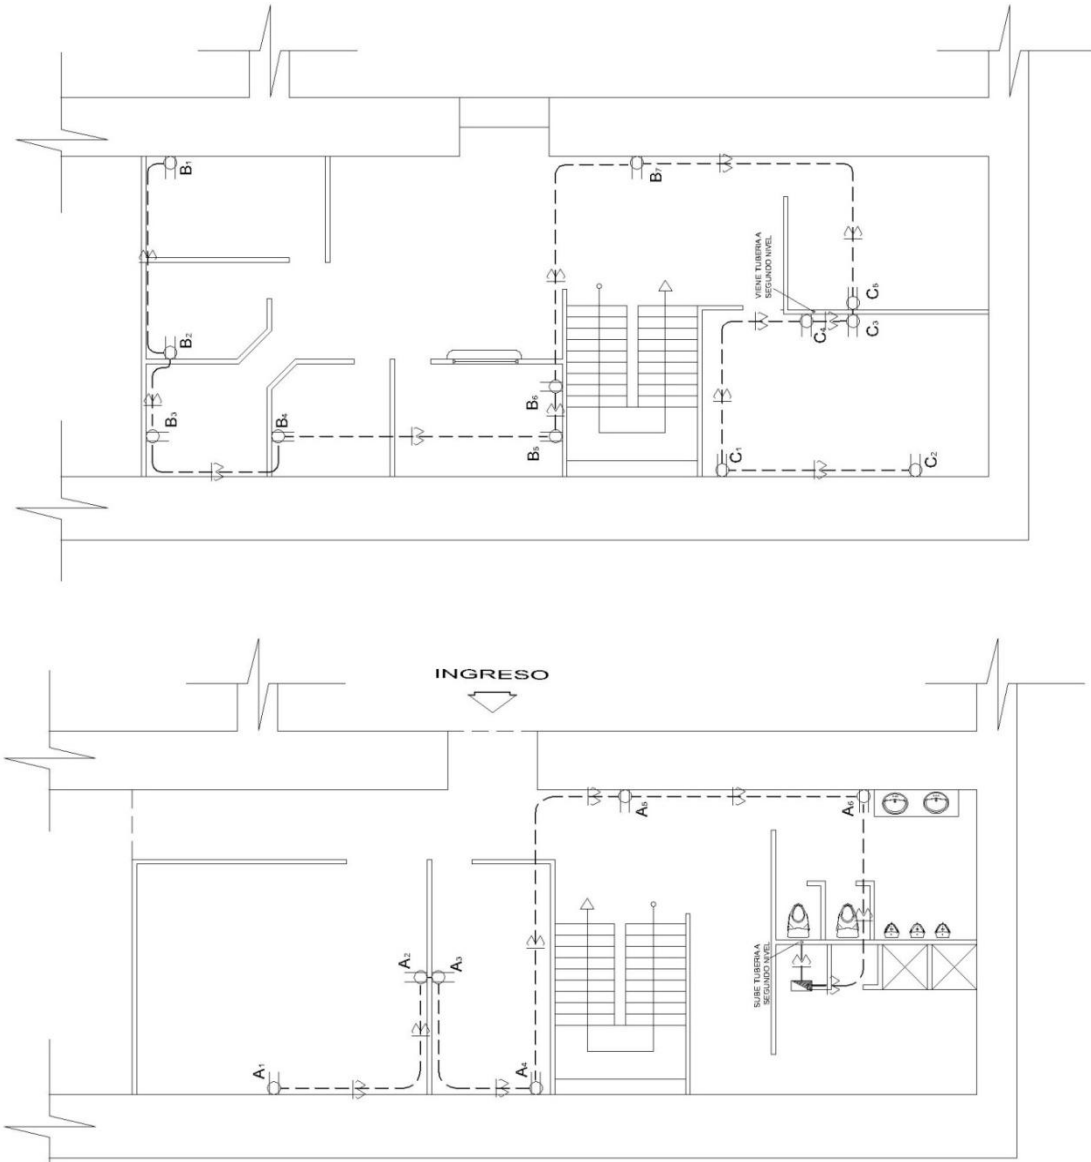 B1
B7
VIENE TUBERIA A
SEGUNDO NIVEL
B2
C5
C4
C3
B3
B4
B6
B5
C1
C2
INGRESO
A5
A6
SUBE TUBERIA A
SEGUNDO NIVEL
A2
A3
A1
A4